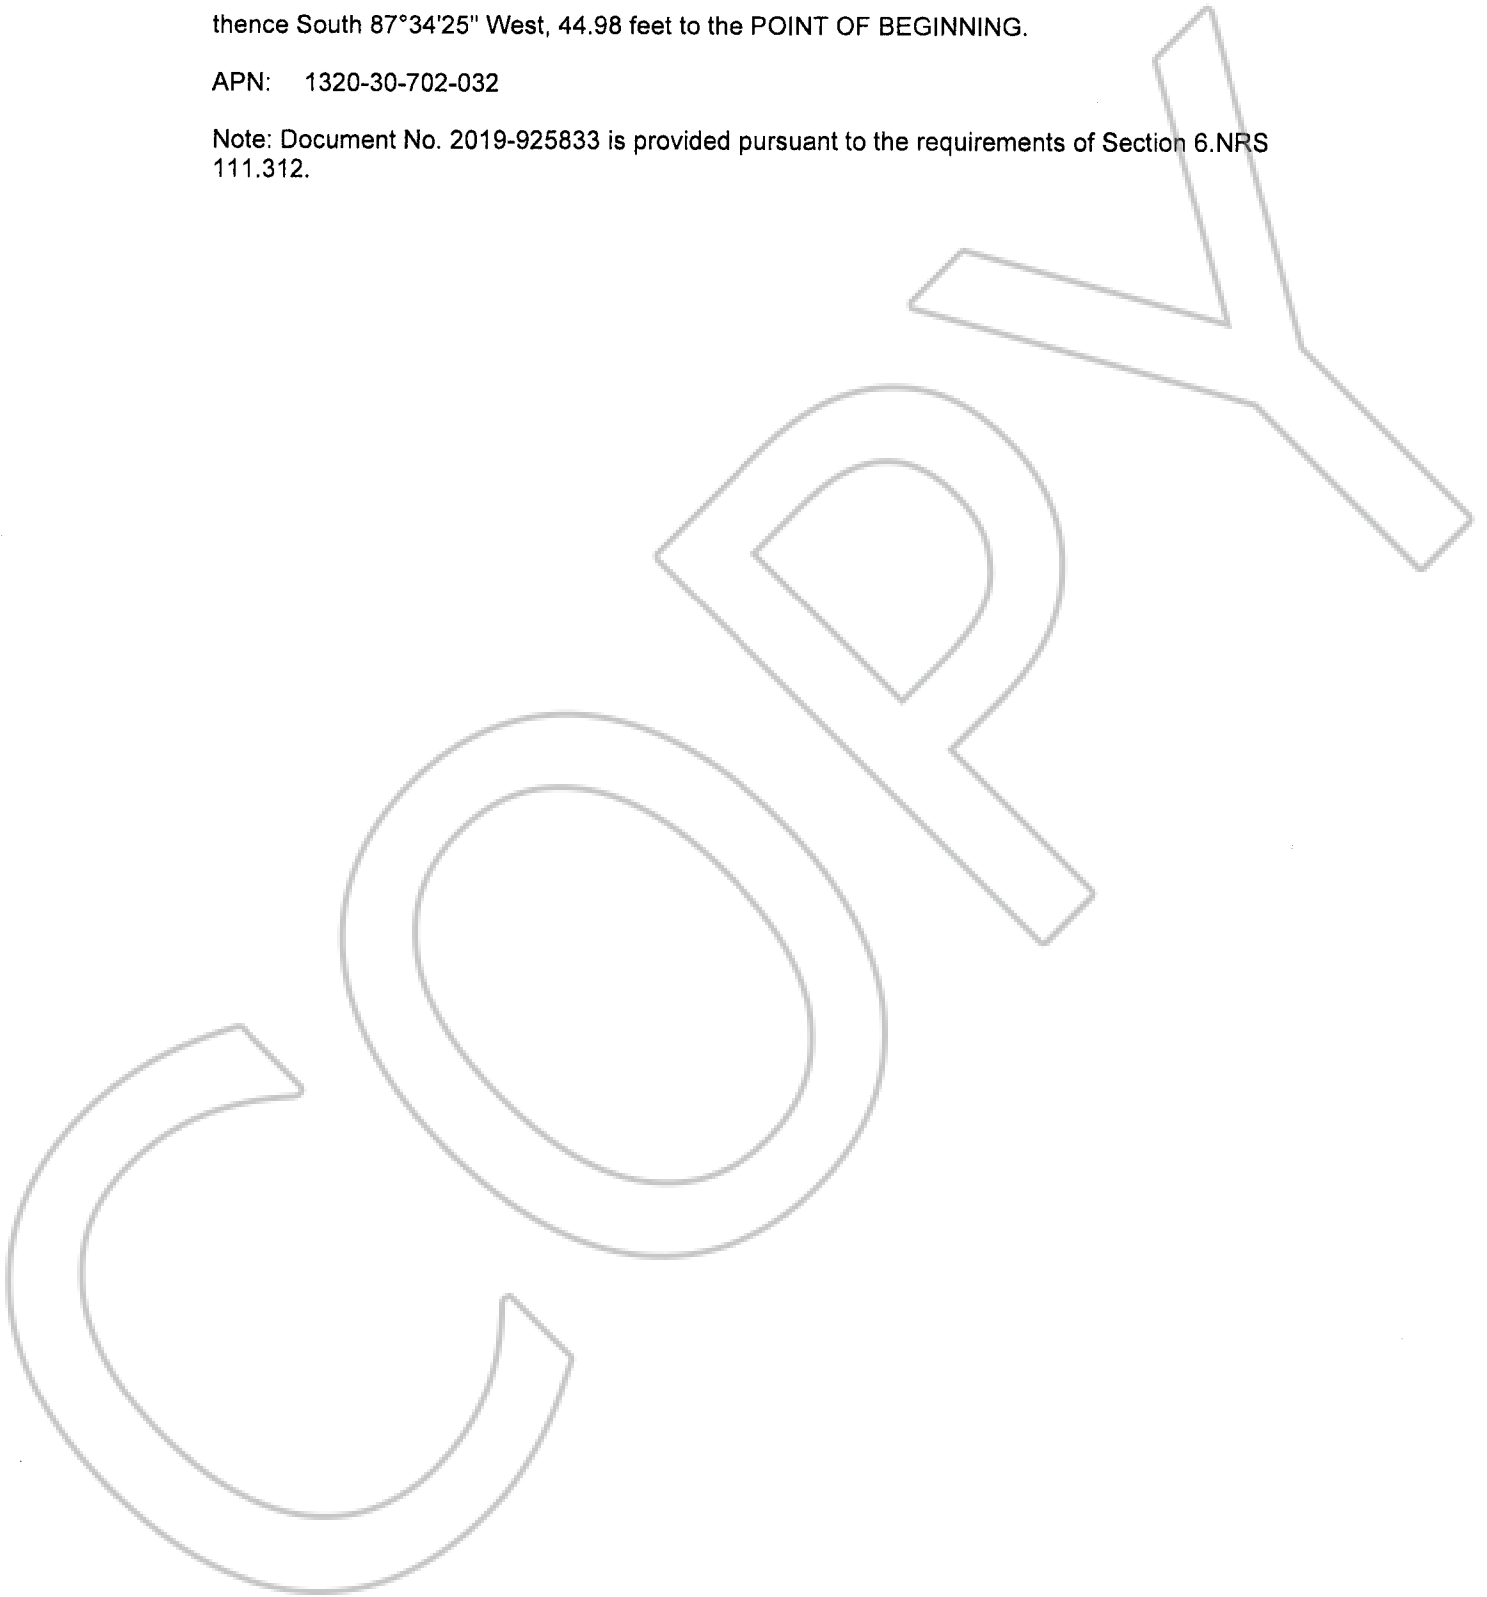 thence South 87°34'25" West, 44.98 feet to the POINT OF BEGINNING.
APN: 1320-30-702-032
Note: Document No. 2019-925833 is provided pursuant to the requirements of Section 6.NRS
111.312.
COPY